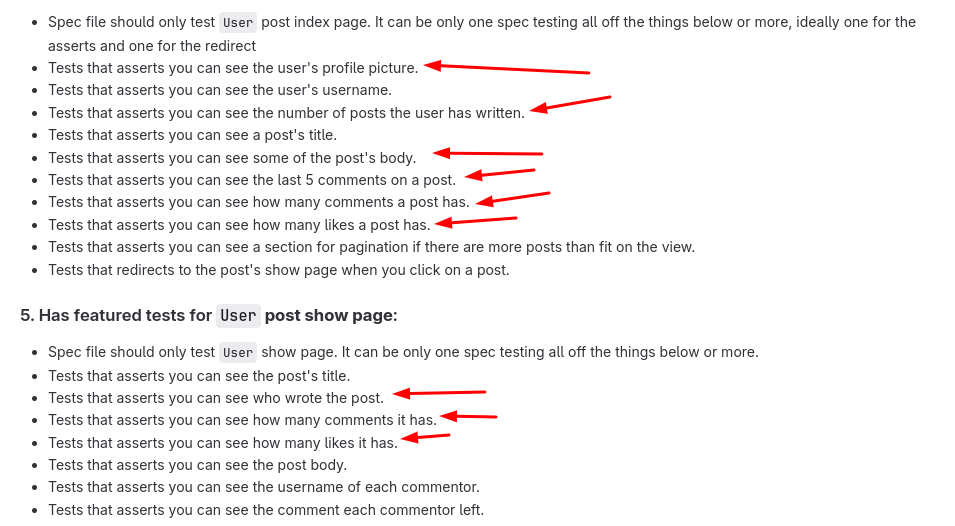 Spec file should only test User post index page. It can be only one spec testing all off the things below or more, ideally one for the
asserts and one for the redirect
Tests that asserts you can see the user's profile picture.
Tests that asserts you can see the user's username.
Tests that asserts you can see the number of posts the user has written.
Tests that asserts you can see a post's title.
Tests that asserts you can see some of the post's body.
Tests that asserts you can see the last 5 comments on a post.
Tests that asserts you can see how many comments a post has.
Tests that asserts you can see how many likes a post has.
Tests that asserts you can see a section for pagination if there are more posts than fit on the view.
Tests that redirects to the post's show page when you click on a post.
5. Has featured tests for User post show page:
Spec file should only test User show page. It can be only one spec testing all off the things below or more.
Tests that asserts you can see the post's title.
Tests that asserts you can see who wrote the post.
Tests that asserts you can see how many comments it has.
Tests that asserts you can see how many likes it has.
Tests that asserts you can see the post body.
Tests that asserts you can see the username of each commentor.
Tests that asserts you can see the comment each commentor left.